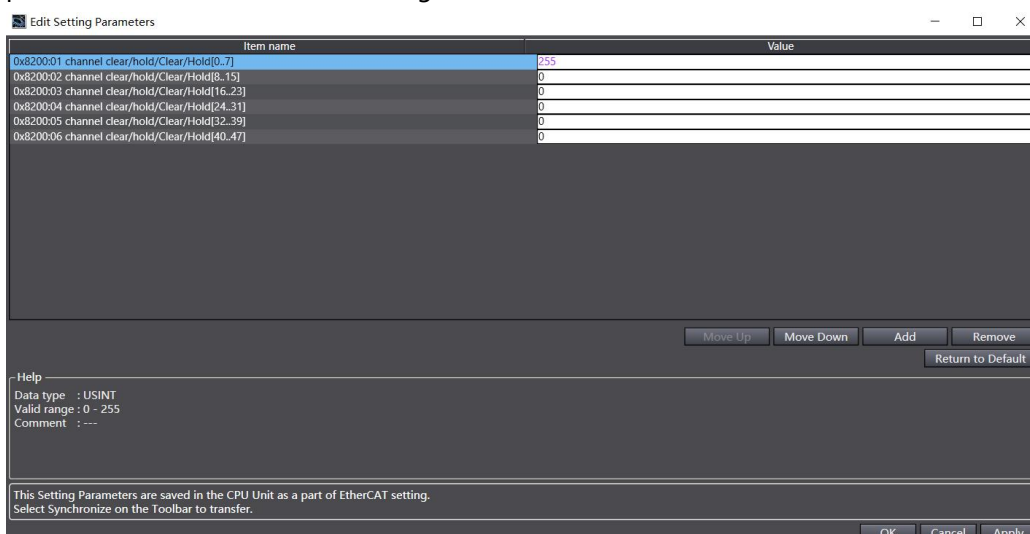 Edit Setting Parameters
Item name Value
0x8200:01 channel clear/hold/Clear/Hold[0..7] 255
0x8200:02 channel clear/hold/Clear/Hold[8..15] 0
0x8200:03 channel clear/hold/Clear/Hold[16..23] 0
0x8200:04 channel clear/hold/Clear/Hold[24..31] 0
0x8200:05 channel clear/hold/Clear/Hold[32..39] 0
0x8200:06 channel clear/hold/Clear/Hold[40..47] 0
Move Up Move Down Add Remove
Return to Default
Help
Data type : USINT
Valid range : 0 - 255
Comment : ---
This Setting Parameters are saved in the CPU Unit as a part of EtherCAT setting.
Select Synchronize on the Toolbar to transfer.
OK Cancel Apply